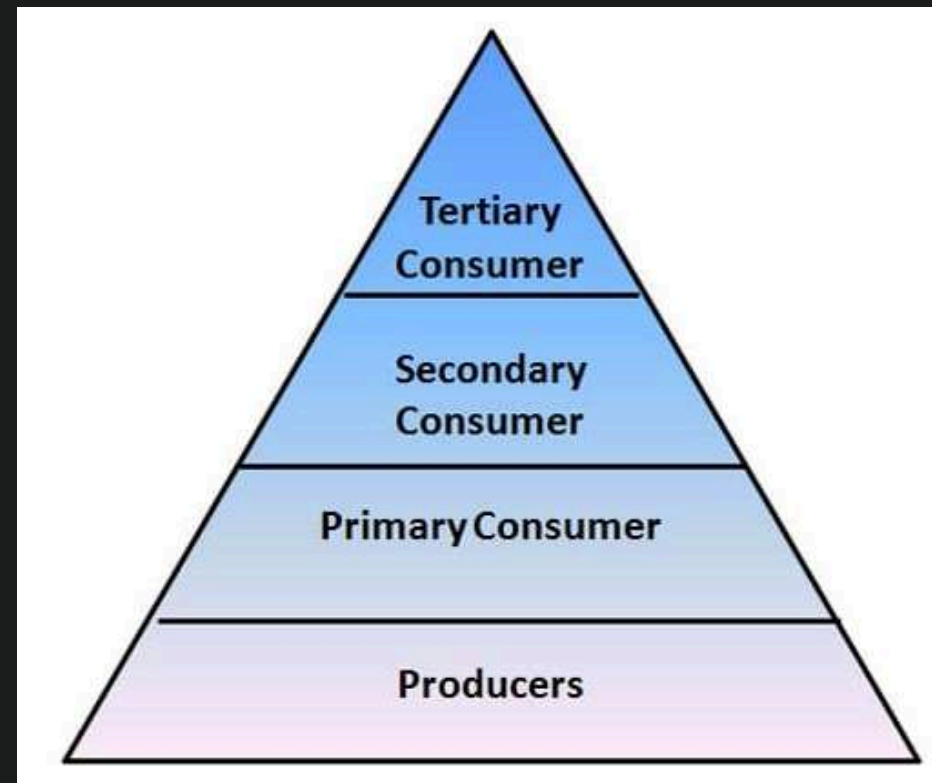 Tertiary
Consumer
Secondary
Consumer
Primary Consumer
Producers